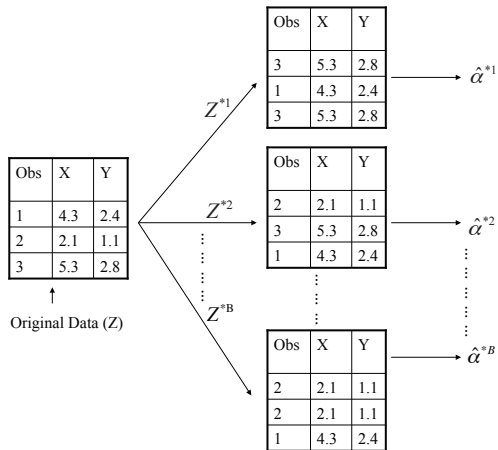 Obs X Y
3 5.3 2.8
1 4.3 2.4
3 5.3 2.8
α̂*1
Z*1
Obs X Y
1 4.3 2.4
2 2.1 1.1
3 5.3 2.8
Original Data (Z)
Z*2
Obs X Y
2 2.1 1.1
3 5.3 2.8
1 4.3 2.4
α̂*2
Z*B
Obs X Y
2 2.1 1.1
2 2.1 1.1
1 4.3 2.4
α̂*B